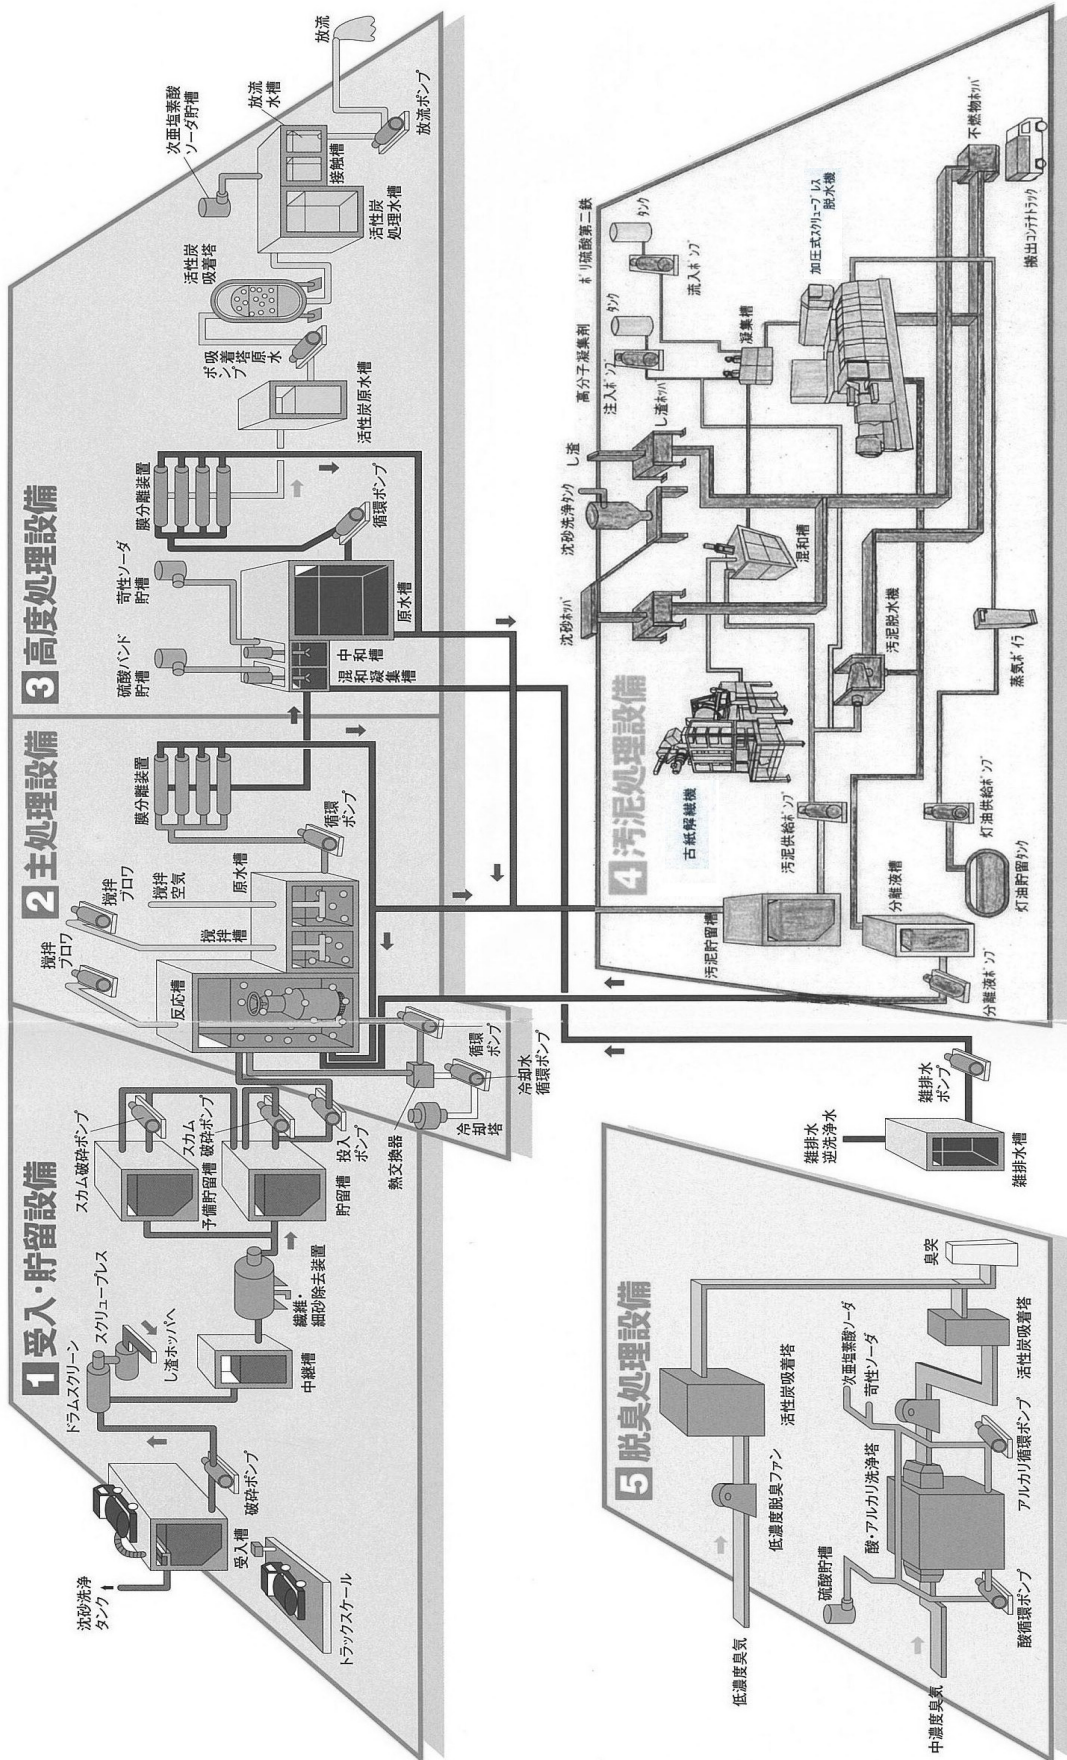 1 受入・貯留設備
沈砂洗浄
タンク
受入槽
トラックスケール
破砕ポンプ
ドラムスクリーン
スクリュープレス
し渣ホッパへ
中継槽
繊維・
細砂除去装置
スカム破砕ポンプ
予備貯留槽
スカム
破砕ポンプ
貯留槽
投入
ポンプ
2 主処理設備
撹拌
ブロワ
撹拌
ブロワ
撹拌
空気
反応槽
撹拌
槽
原水槽
循環
ポンプ
膜分離装置
熱交換器
冷却
塔
循環
ポンプ
冷却水
循環ポンプ
3 高度処理設備
硫酸バンド
貯槽
苛性ソーダ
貯槽
混和凝集槽
中和槽
原水槽
循環ポンプ
膜分離装置
活性炭原水槽
吸着塔原水
ポンプ
活性炭
吸着塔
次亜塩素酸
ソーダ貯槽
活性炭
処理水槽
接触槽
放流
水槽
放流ポンプ
放流
4 汚泥処理設備
沈砂ホッパ
沈砂洗浄タンク
し渣
し渣ホッパ
高分子凝集剤
注入ポンプ
タンク
ポリ硫酸第二鉄
流入ポンプ
タンク
凝集槽
混和槽
古紙解繊機
加圧式スクリュープレス
脱水機
汚泥貯留槽
汚泥供給ポンプ
汚泥脱水機
分離液槽
分離液ポンプ
灯油貯留タンク
灯油供給ポンプ
蒸気ボイラ
不燃物ホッパ
搬出コンテナトラック
雑排水
逆洗浄水
雑排水槽
雑排水
ポンプ
5 脱臭処理設備
低濃度臭気
低濃度脱臭ファン
活性炭吸着塔
中濃度臭気
硫酸貯槽
酸・アルカリ洗浄塔
次亜塩素酸ソーダ
苛性ソーダ
酸循環ポンプ
アルカリ循環ポンプ
活性炭吸着塔
臭突